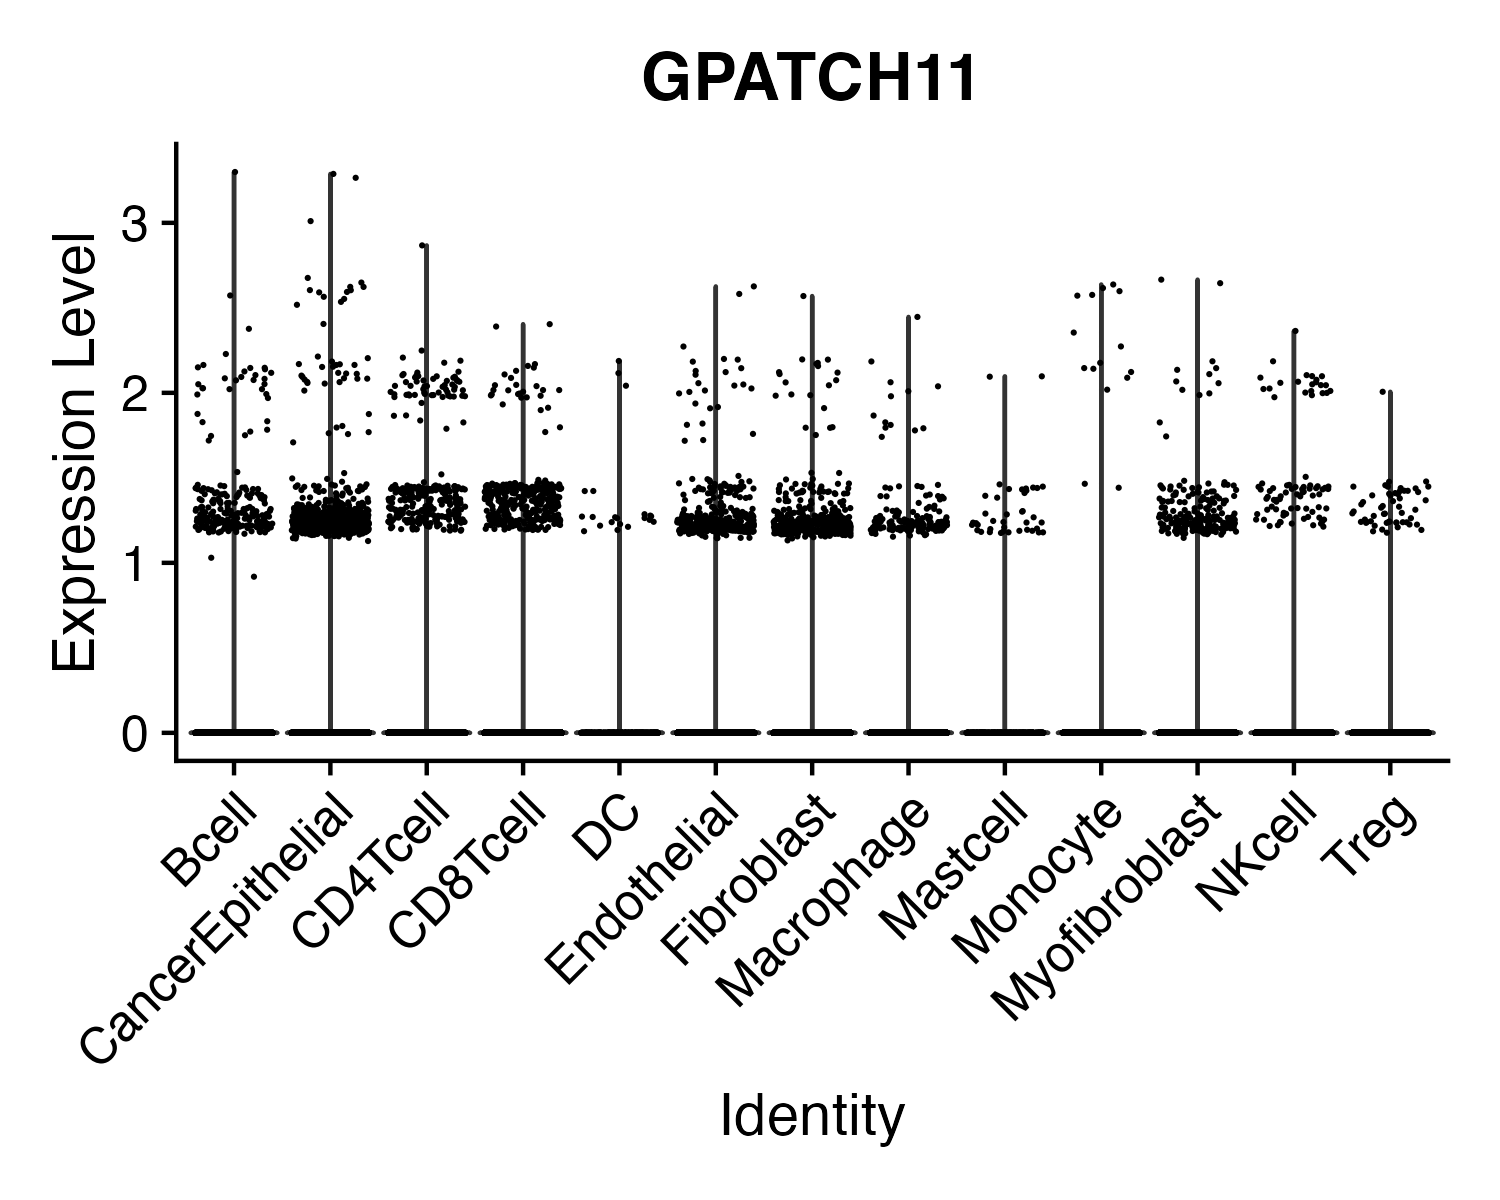 GPATCH11
Expression Level
3
2
1
0
Bcell
CancerEpithelial
CD4Tcell
CD8Tcell
DC
Endothelial
Fibroblast
Macrophage
Mastcell
Monocyte
Myofibroblast
NKcell
Treg
Identity